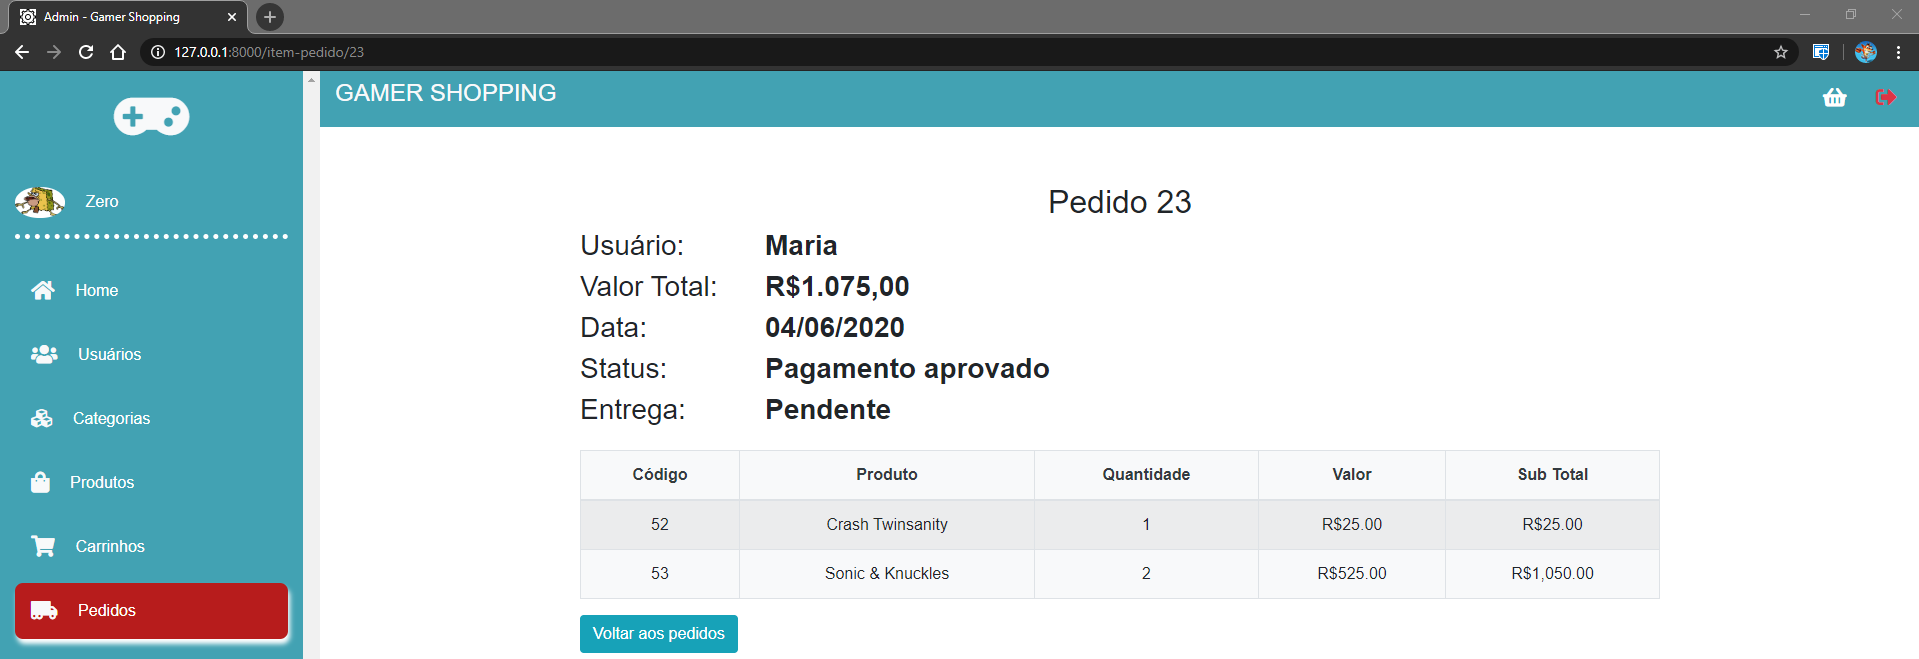 Admin - Gamer Shopping
127.0.0.1:8000/item-pedido/23
GAMER SHOPPING
Zero
Home
Usuários
Categorias
Produtos
Carrinhos
Pedidos
Pedido 23
Usuário: Maria
Valor Total: R$1.075,00
Data: 04/06/2020
Status: Pagamento aprovado
Entrega: Pendente
Código Produto Quantidade Valor Sub Total
52 Crash Twinsanity 1 R$25.00 R$25.00
53 Sonic & Knuckles 2 R$525.00 R$1,050.00
Voltar aos pedidos